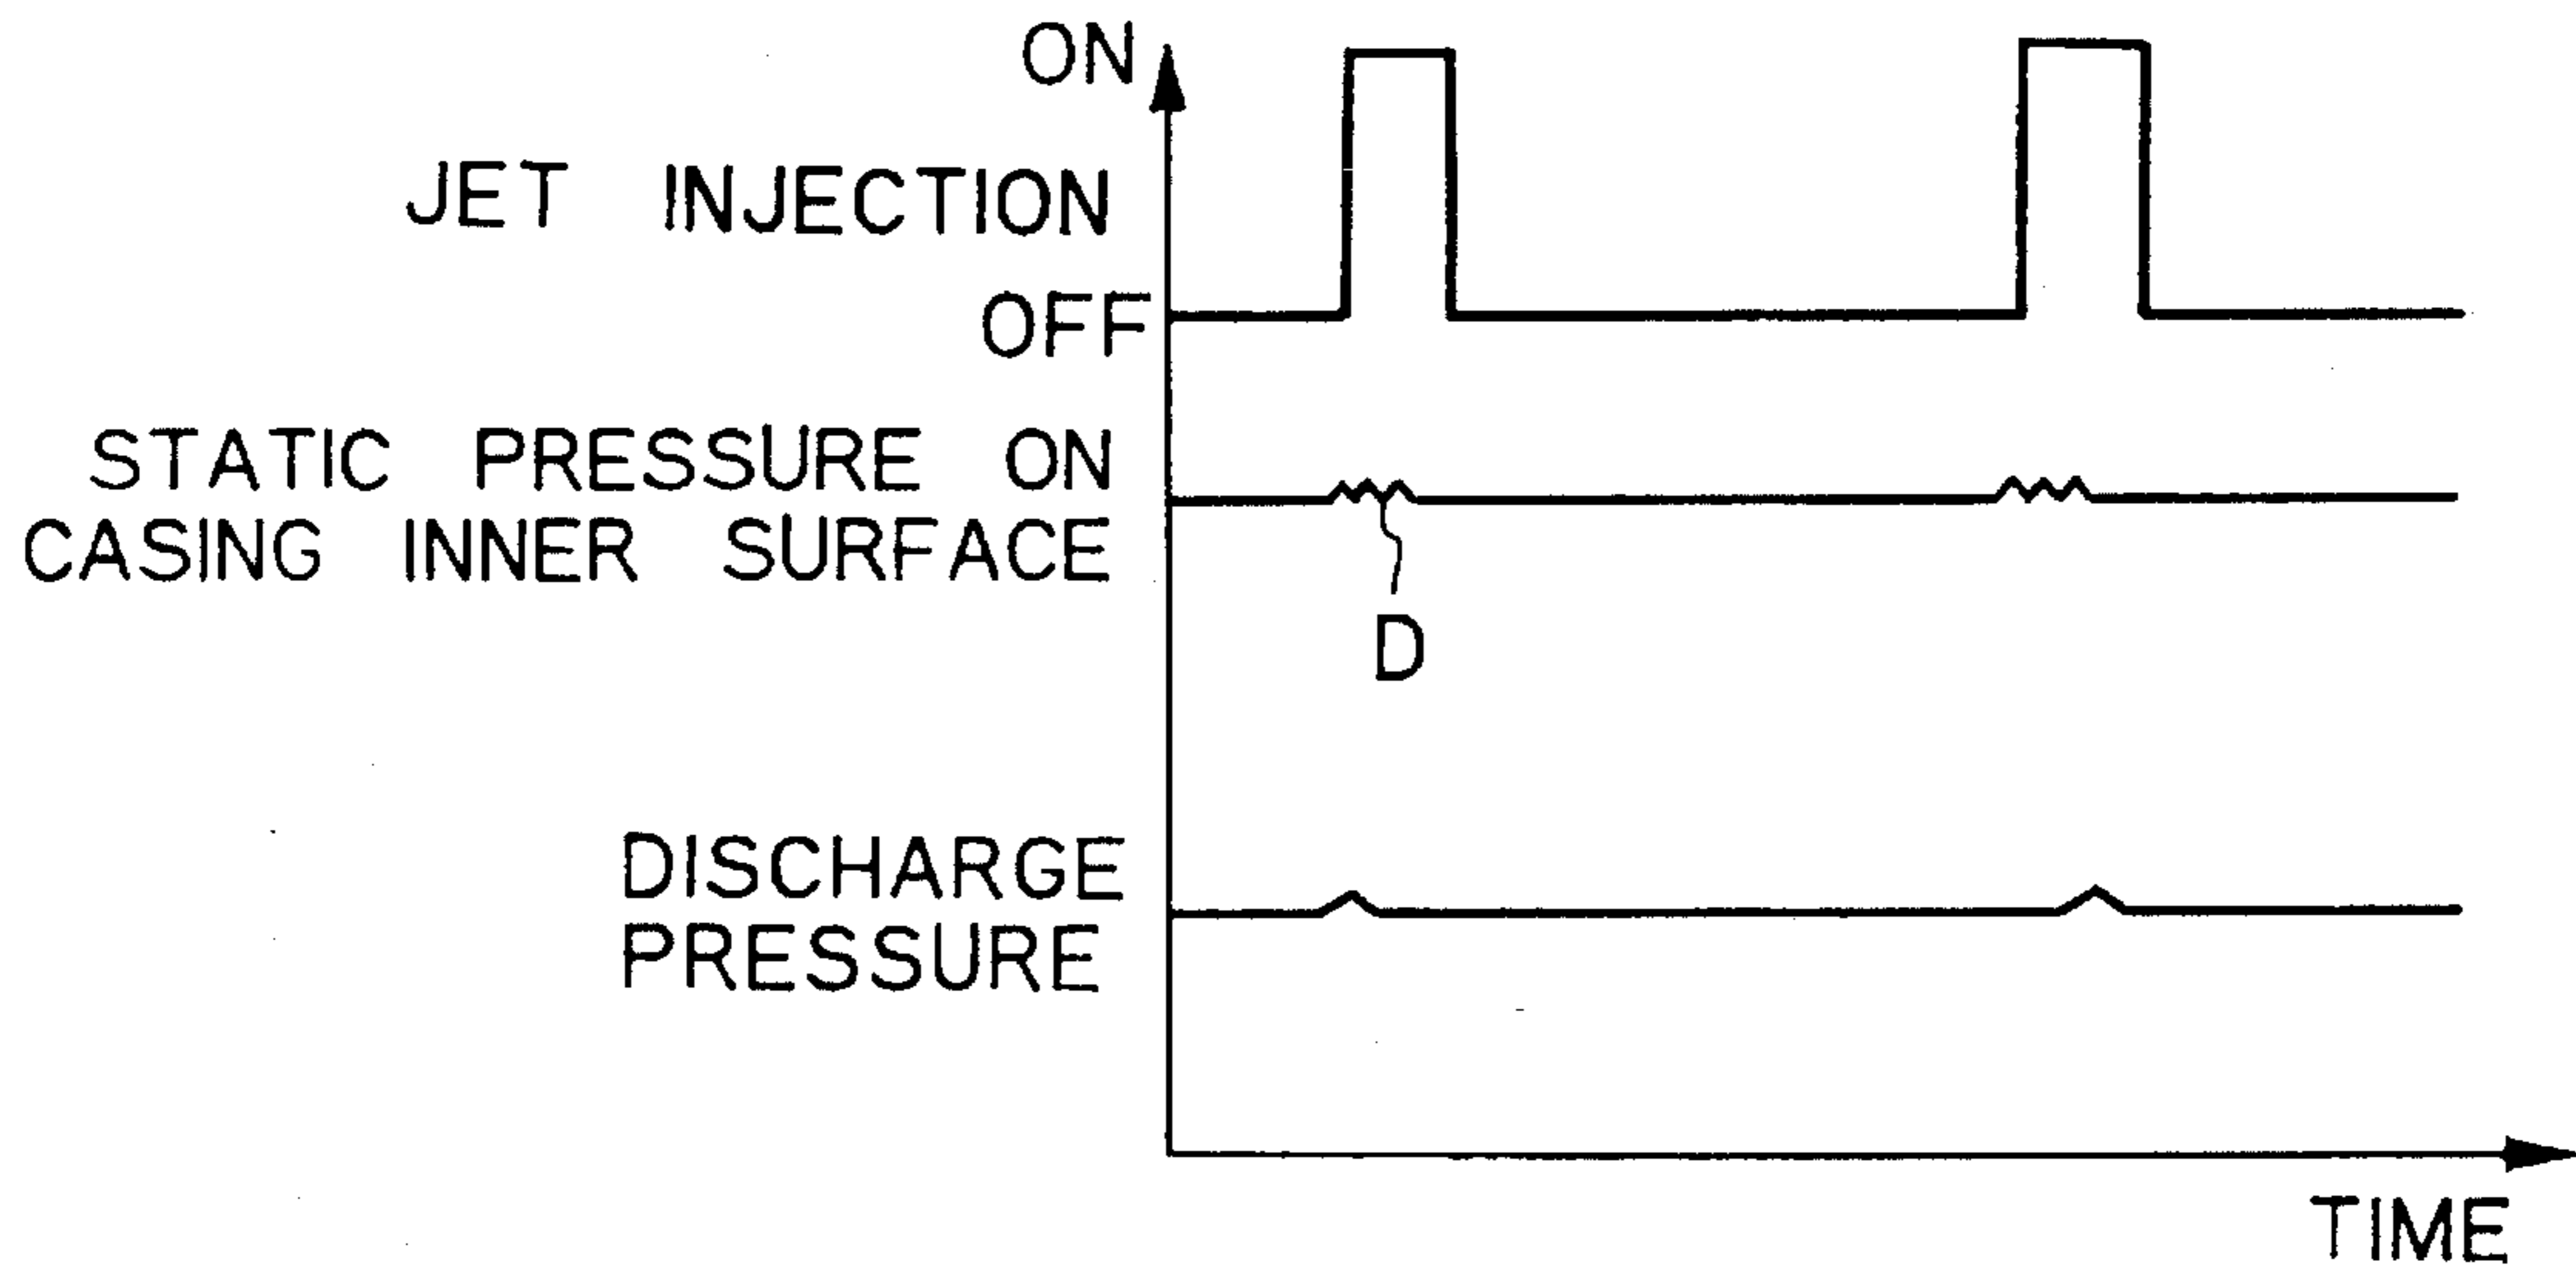 ON
JET INJECTION
OFF
STATIC PRESSURE ON
CASING INNER SURFACE
D
DISCHARGE
PRESSURE
TIME